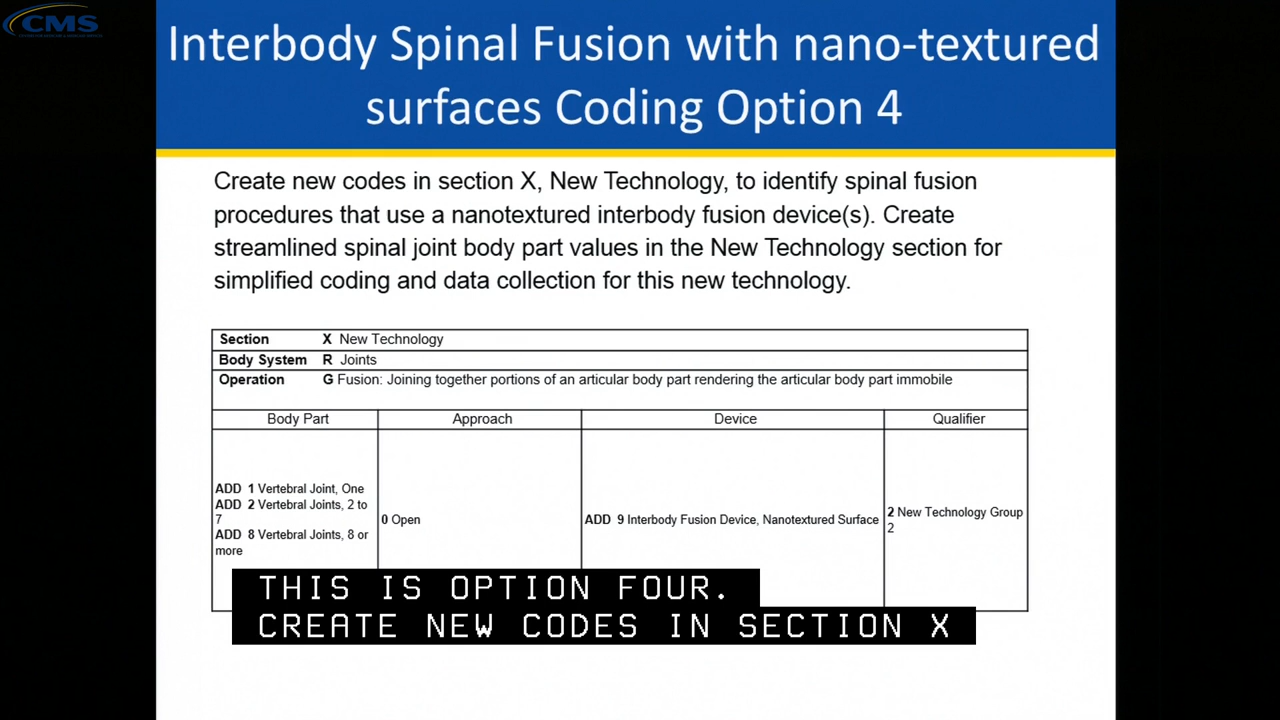 CMS
Interbody Spinal Fusion with nano-textured
surfaces Coding Option 4
Create new codes in section X, New Technology, to identify spinal fusion
procedures that use a nanotextured interbody fusion device(s). Create
streamlined spinal joint body part values in the New Technology section for
simplified coding and data collection for this new technology.
Section X New Technology
Body System R Joints
Operation G Fusion: Joining together portions of an articular body part rendering the articular body part immobile
Body Part Approach Device Qualifier
ADD 1 Vertebral Joint, One
ADD 2 Vertebral Joints, 2 to
7
ADD 8 Vertebral Joints, 8 or
more
0 Open
ADD 9 Interbody Fusion Device, Nanotextured Surface
2 New Technology Group
2
THIS IS OPTION FOUR.
CREATE NEW CODES IN SECTION X